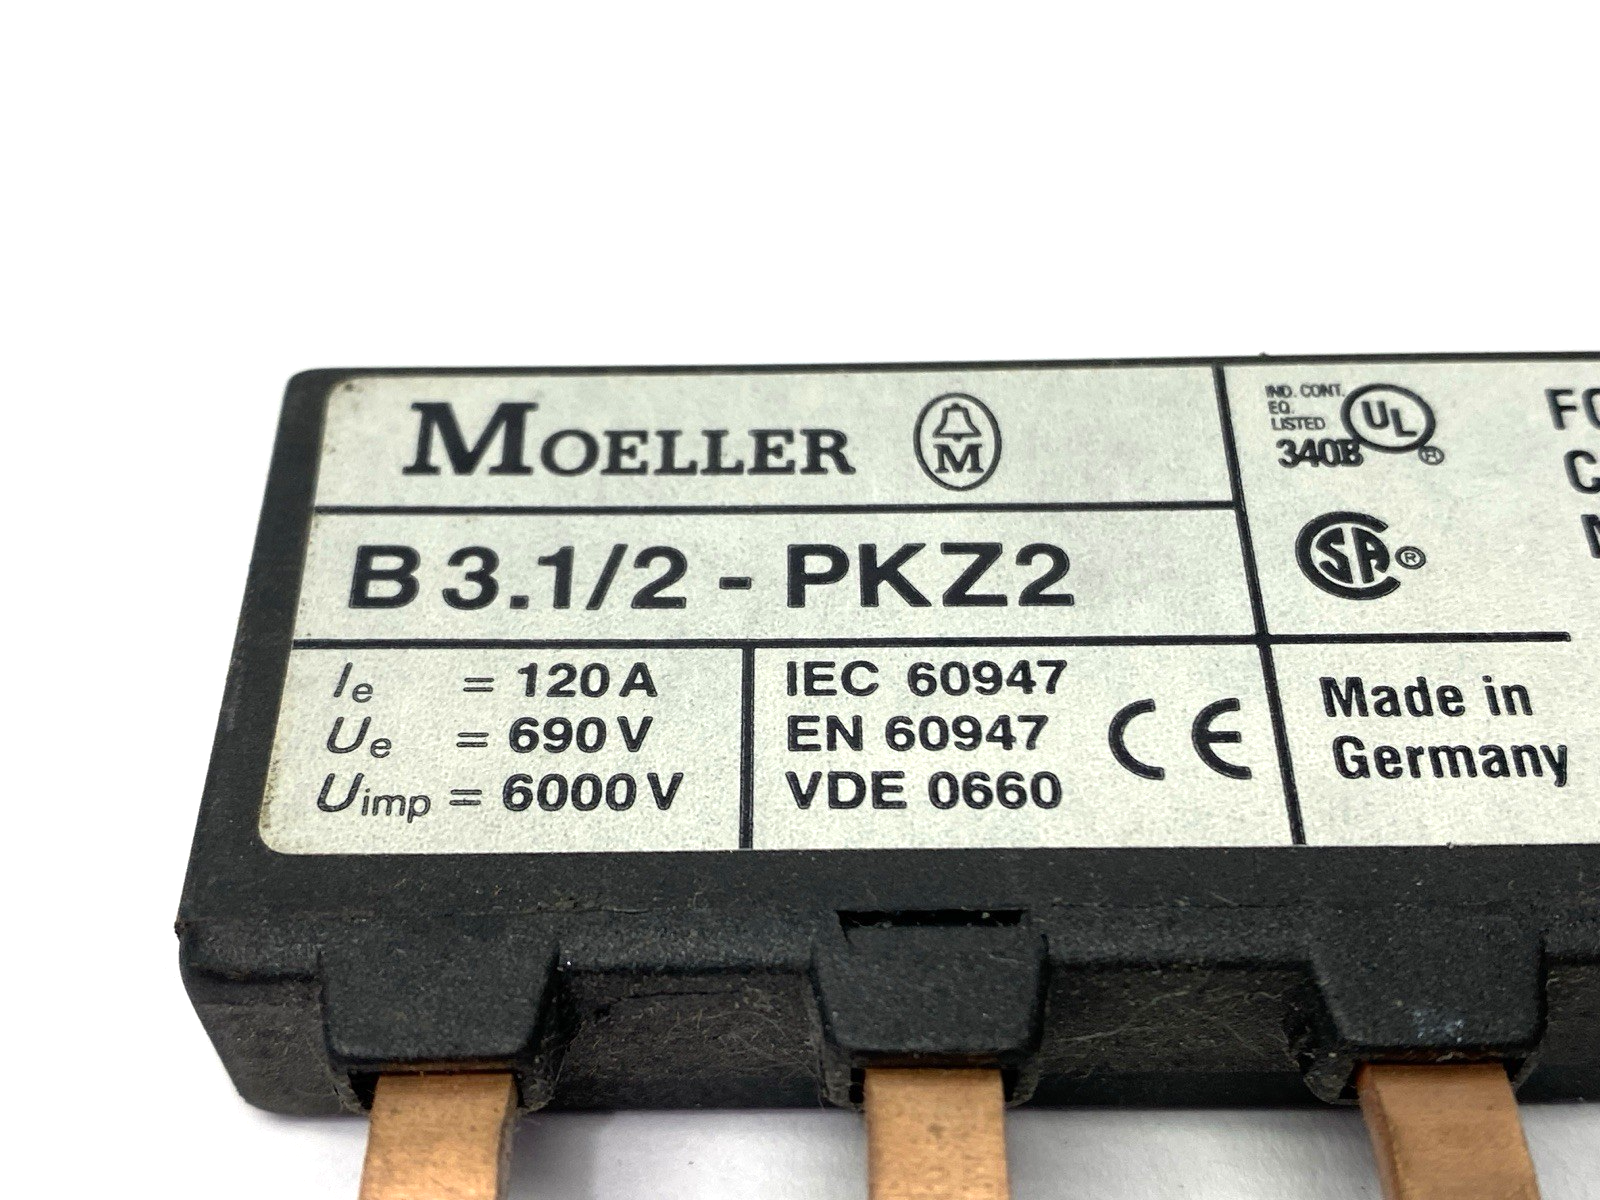 MOELLER
M
B 3.1/2 - PKZ2
Ie = 120 A
Ue = 690 V
Uimp = 6000 V
IEC 60947
EN 60947
VDE 0660
CE
IND. CONT.
EQ.
LISTED
340B
UL ®
SA ®
Made in
Germany